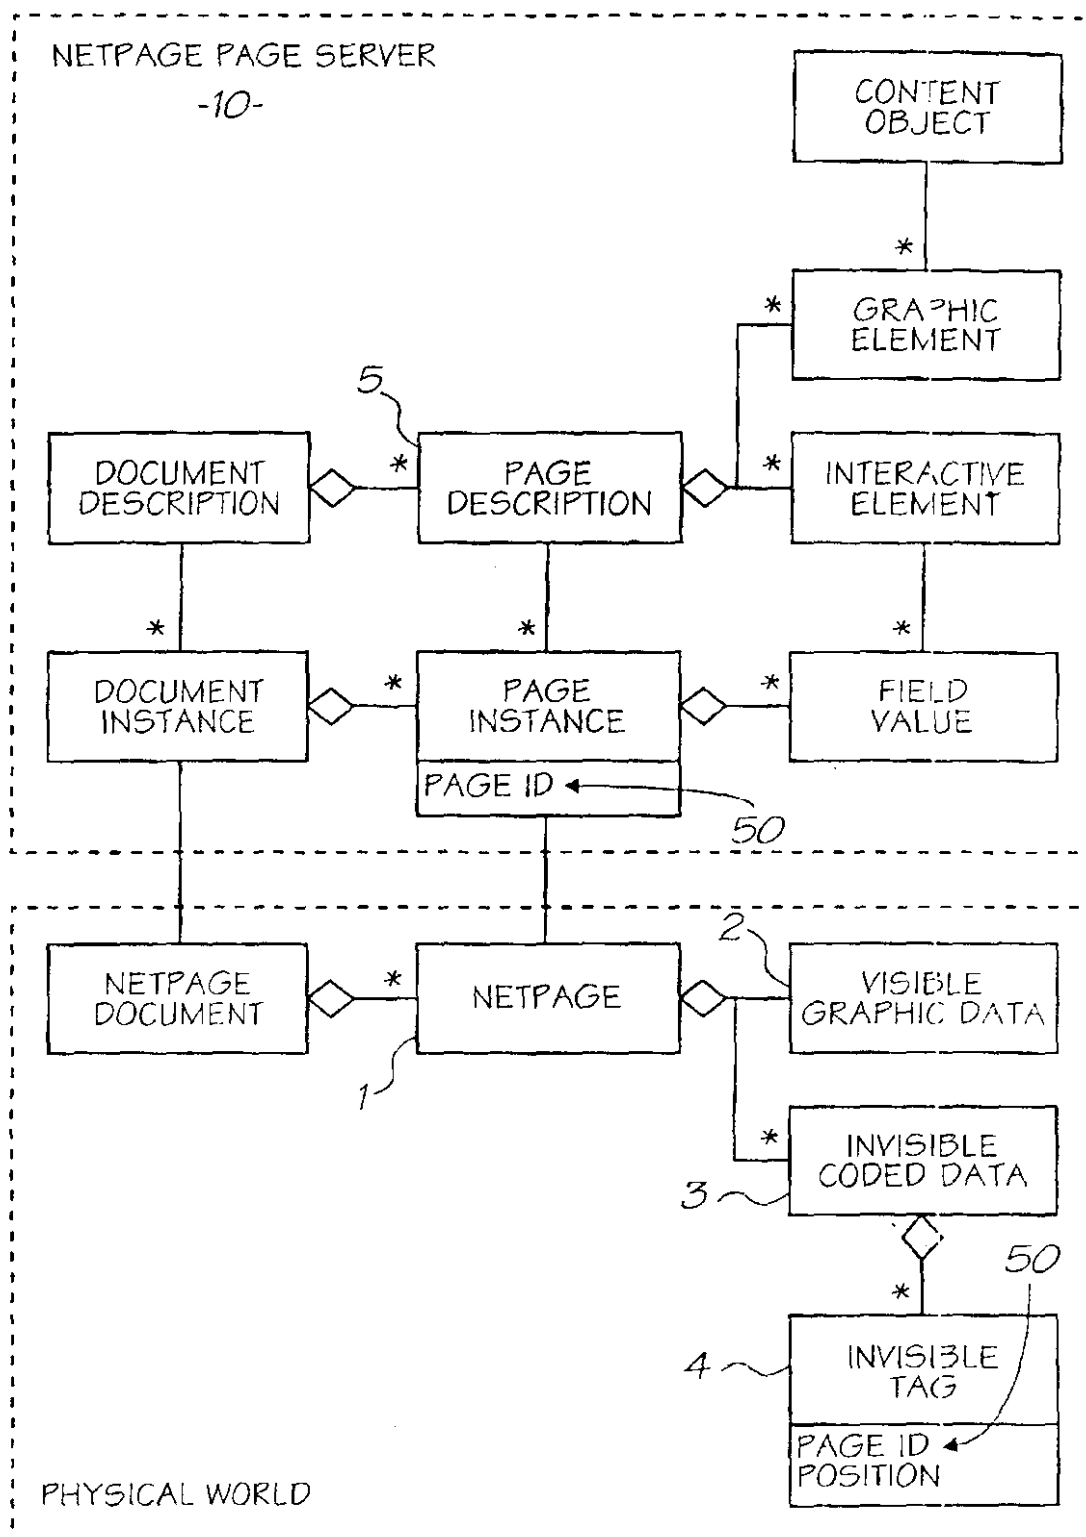 NETPAGE PAGE SERVER
-10-
CONTENT
OBJECT
*
*
GRAPHIC
ELEMENT
5
DOCUMENT
DESCRIPTION
*
PAGE
DESCRIPTION
*
INTERACTIVE
ELEMENT
*
*
*
DOCUMENT
INSTANCE
*
PAGE
INSTANCE
*
FIELD
VALUE
PAGE ID
50
NETPAGE
DOCUMENT
*
NETPAGE
2
VISIBLE
GRAPHIC DATA
1
*
INVISIBLE
CODED DATA
3
50
*
4
INVISIBLE
TAG
PAGE ID
POSITION
PHYSICAL WORLD